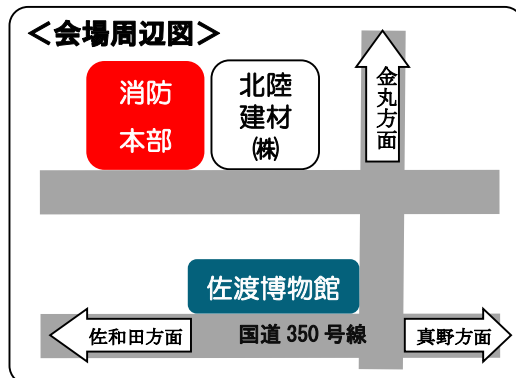 ＜会場周辺図＞
消防
本部
北陸
建材
㈱
金丸方面
佐渡博物館
佐和田方面
国道 350 号線
真野方面